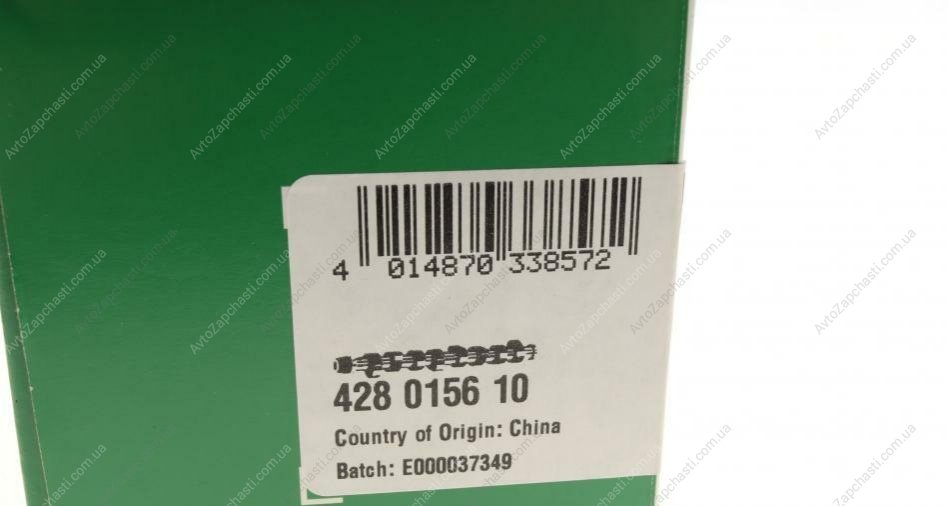 4 014870 338572
428 0156 10
Country of Origin: China
Batch: E000037349
AvtoZapchasti.com.ua